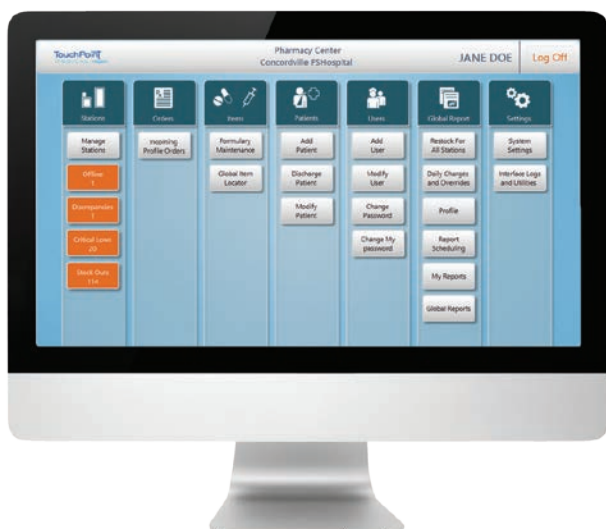 TouchPoint
Pharmacy Center
Concordville PSHospital
JANE DOE
Log Off
Stations
Orders
Items
Patients
Users
Global Report
Settings
Manage
Stations
Offline
1
Discrepancies
1
Critical Lows
20
Stock Outs
114
Incoming
Profile Orders
Formulary
Maintenance
Global Item
Locator
Add
Patient
Discharge
Patient
Modify
Patient
Add
User
Modify
User
Change
Password
Change My
password
Restock For
All Stations
Daily Charges
and Overrides
Profile
Report
Scheduling
My Reports
Global Reports
System
Settings
Interface Logs
and Utilities